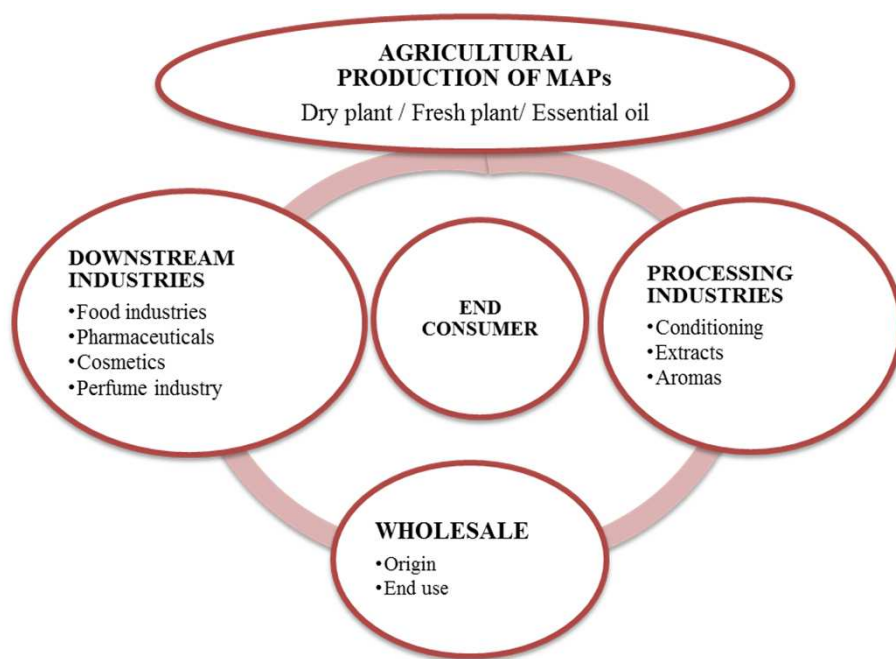 AGRICULTURAL
PRODUCTION OF MAPs
Dry plant / Fresh plant/ Essential oil
DOWNSTREAM
INDUSTRIES
•Food industries
•Pharmaceuticals
•Cosmetics
•Perfume industry
END
CONSUMER
PROCESSING
INDUSTRIES
•Conditioning
•Extracts
•Aromas
WHOLESALE
•Origin
•End use